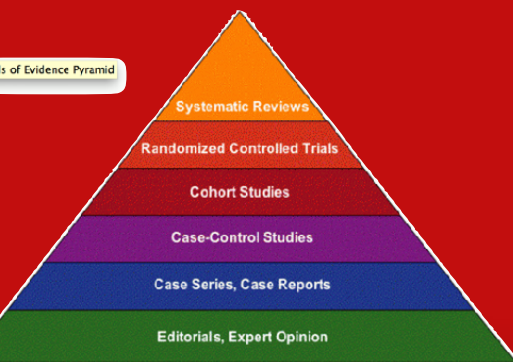 s of Evidence Pyramid
Systematic Reviews
Randomized Controlled Trials
Cohort Studies
Case-Control Studies
Case Series, Case Reports
Editorials, Expert Opinion